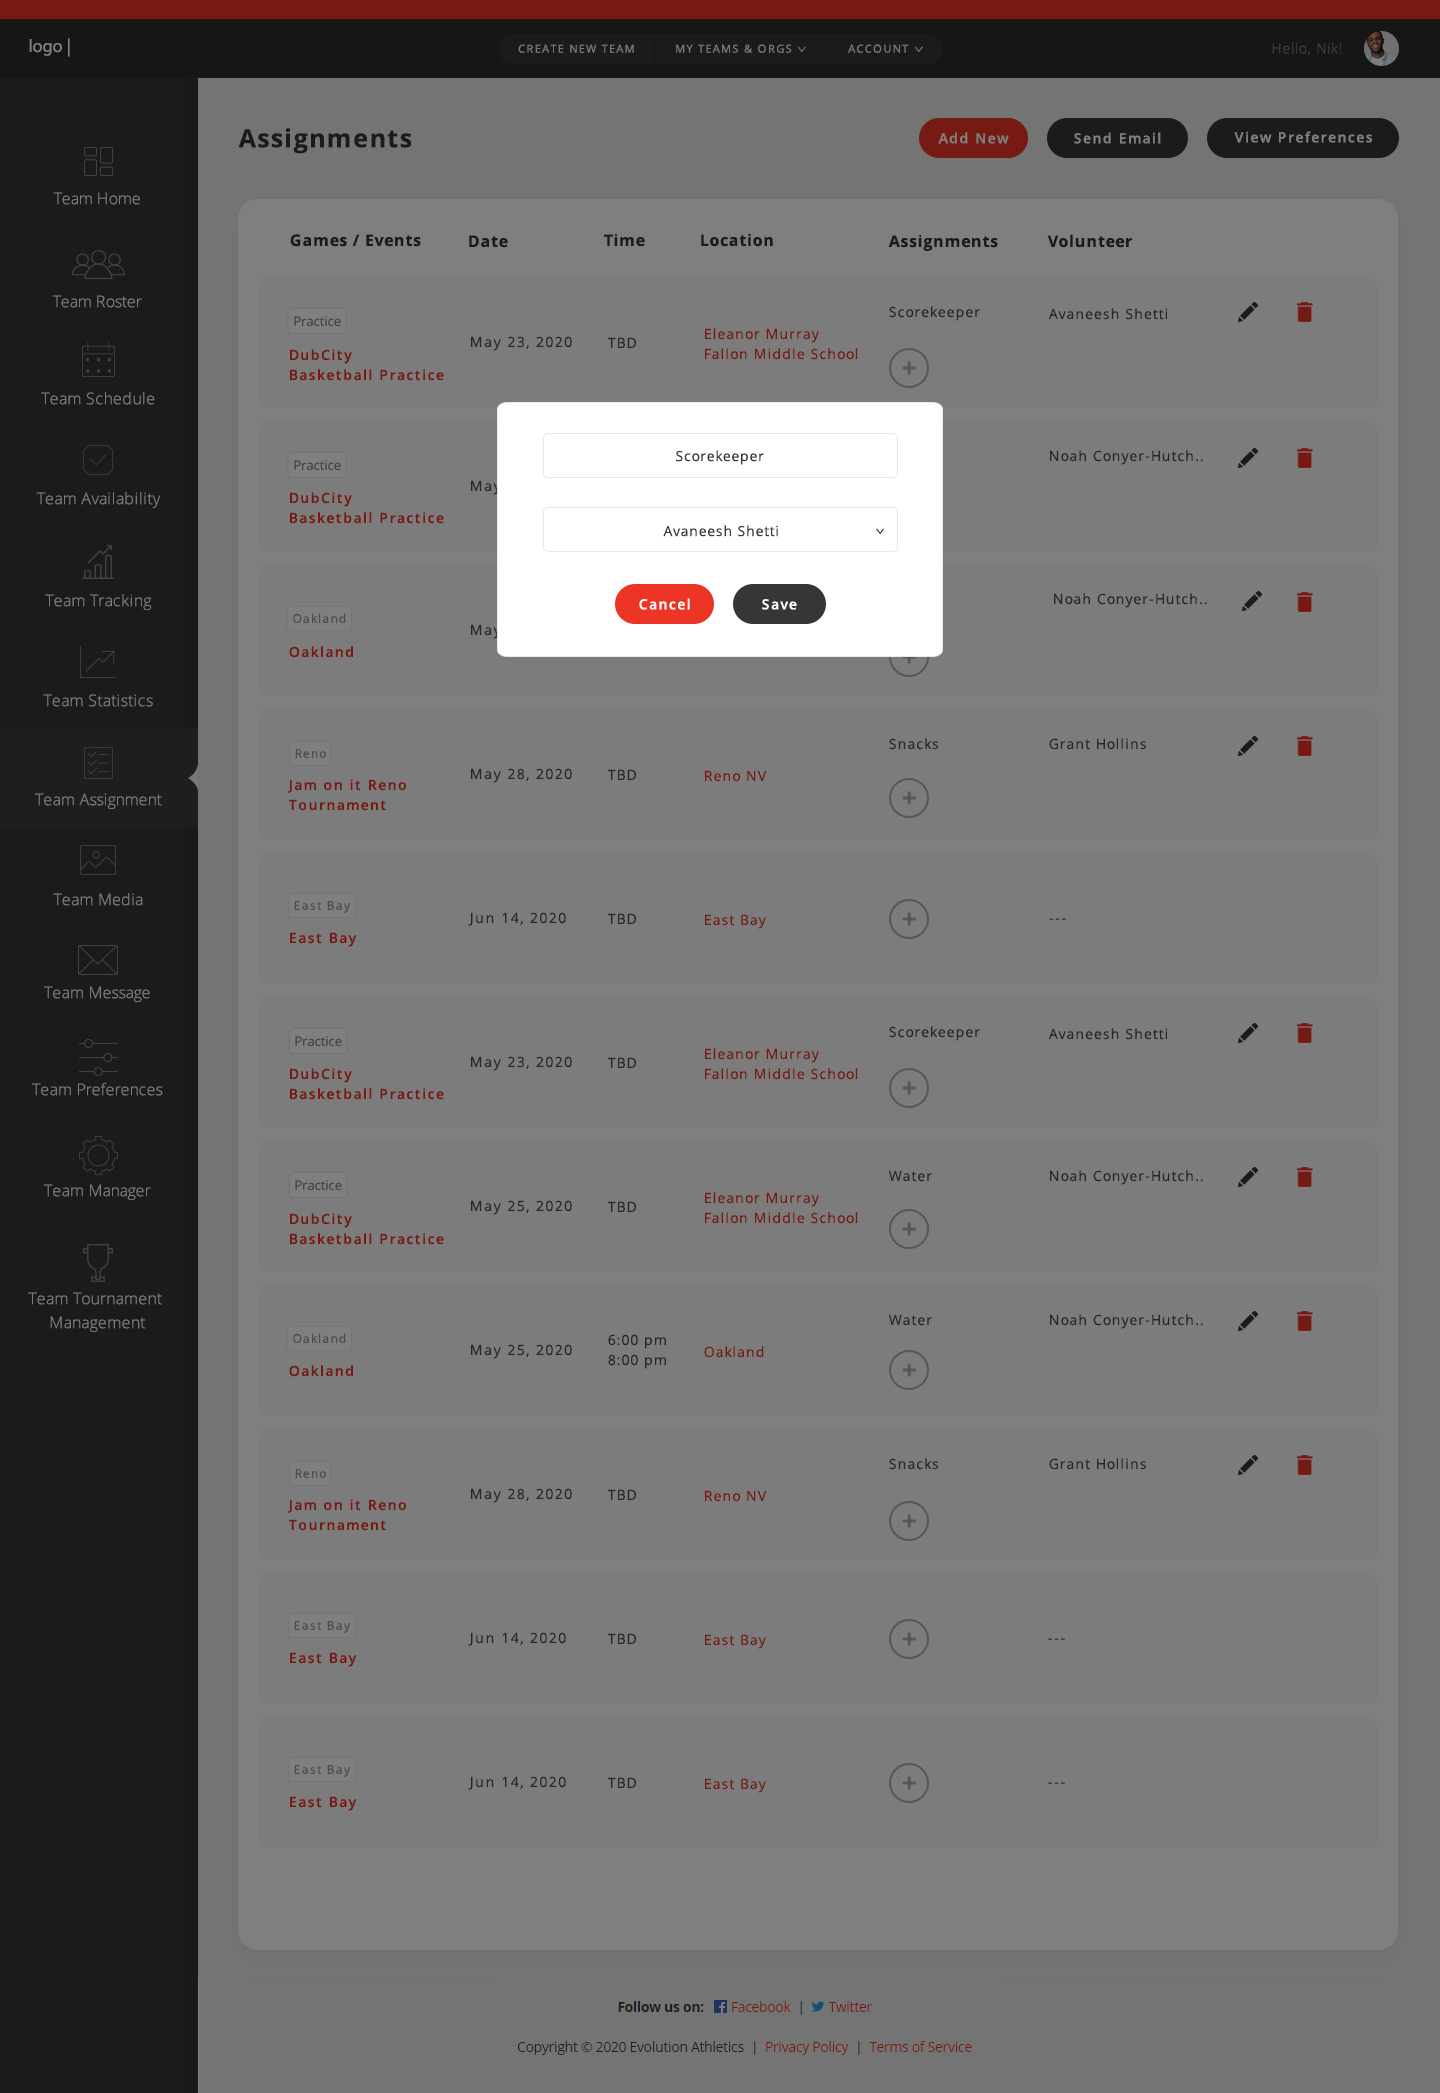 logo |
CREATE NEW TEAM
MY TEAMS & ORGS
ACCOUNT
Hello, Nik!
Team Home
Team Roster
Team Schedule
Team Availability
Team Tracking
Team Statistics
Team Assignment
Team Media
Team Message
Team Preferences
Team Manager
Team Tournament
Management
Assignments
Add New
Send Email
View Preferences
Games / Events Date Time Location Assignments Volunteer
Practice
DubCity
Basketball Practice
May 23, 2020
TBD
Eleanor Murray
Fallon Middle School
Scorekeeper
Avaneesh Shetti
Practice
DubCity
Basketball Practice
May
Noah Conyer-Hutch..
Oakland
Oakland
May
Noah Conyer-Hutch..
Scorekeeper
Avaneesh Shetti
Cancel
Save
Reno
Jam on it Reno
Tournament
May 28, 2020
TBD
Reno NV
Snacks
Grant Hollins
East Bay
East Bay
Jun 14, 2020
TBD
East Bay
---
Practice
DubCity
Basketball Practice
May 23, 2020
TBD
Eleanor Murray
Fallon Middle School
Scorekeeper
Avaneesh Shetti
Practice
DubCity
Basketball Practice
May 25, 2020
TBD
Eleanor Murray
Fallon Middle School
Water
Noah Conyer-Hutch..
Oakland
Oakland
May 25, 2020
6:00 pm
8:00 pm
Oakland
Water
Noah Conyer-Hutch..
Reno
Jam on it Reno
Tournament
May 28, 2020
TBD
Reno NV
Snacks
Grant Hollins
East Bay
East Bay
Jun 14, 2020
TBD
East Bay
---
East Bay
East Bay
Jun 14, 2020
TBD
East Bay
---
Follow us on: Facebook | Twitter
Copyright © 2020 Evolution Athletics | Privacy Policy | Terms of Service